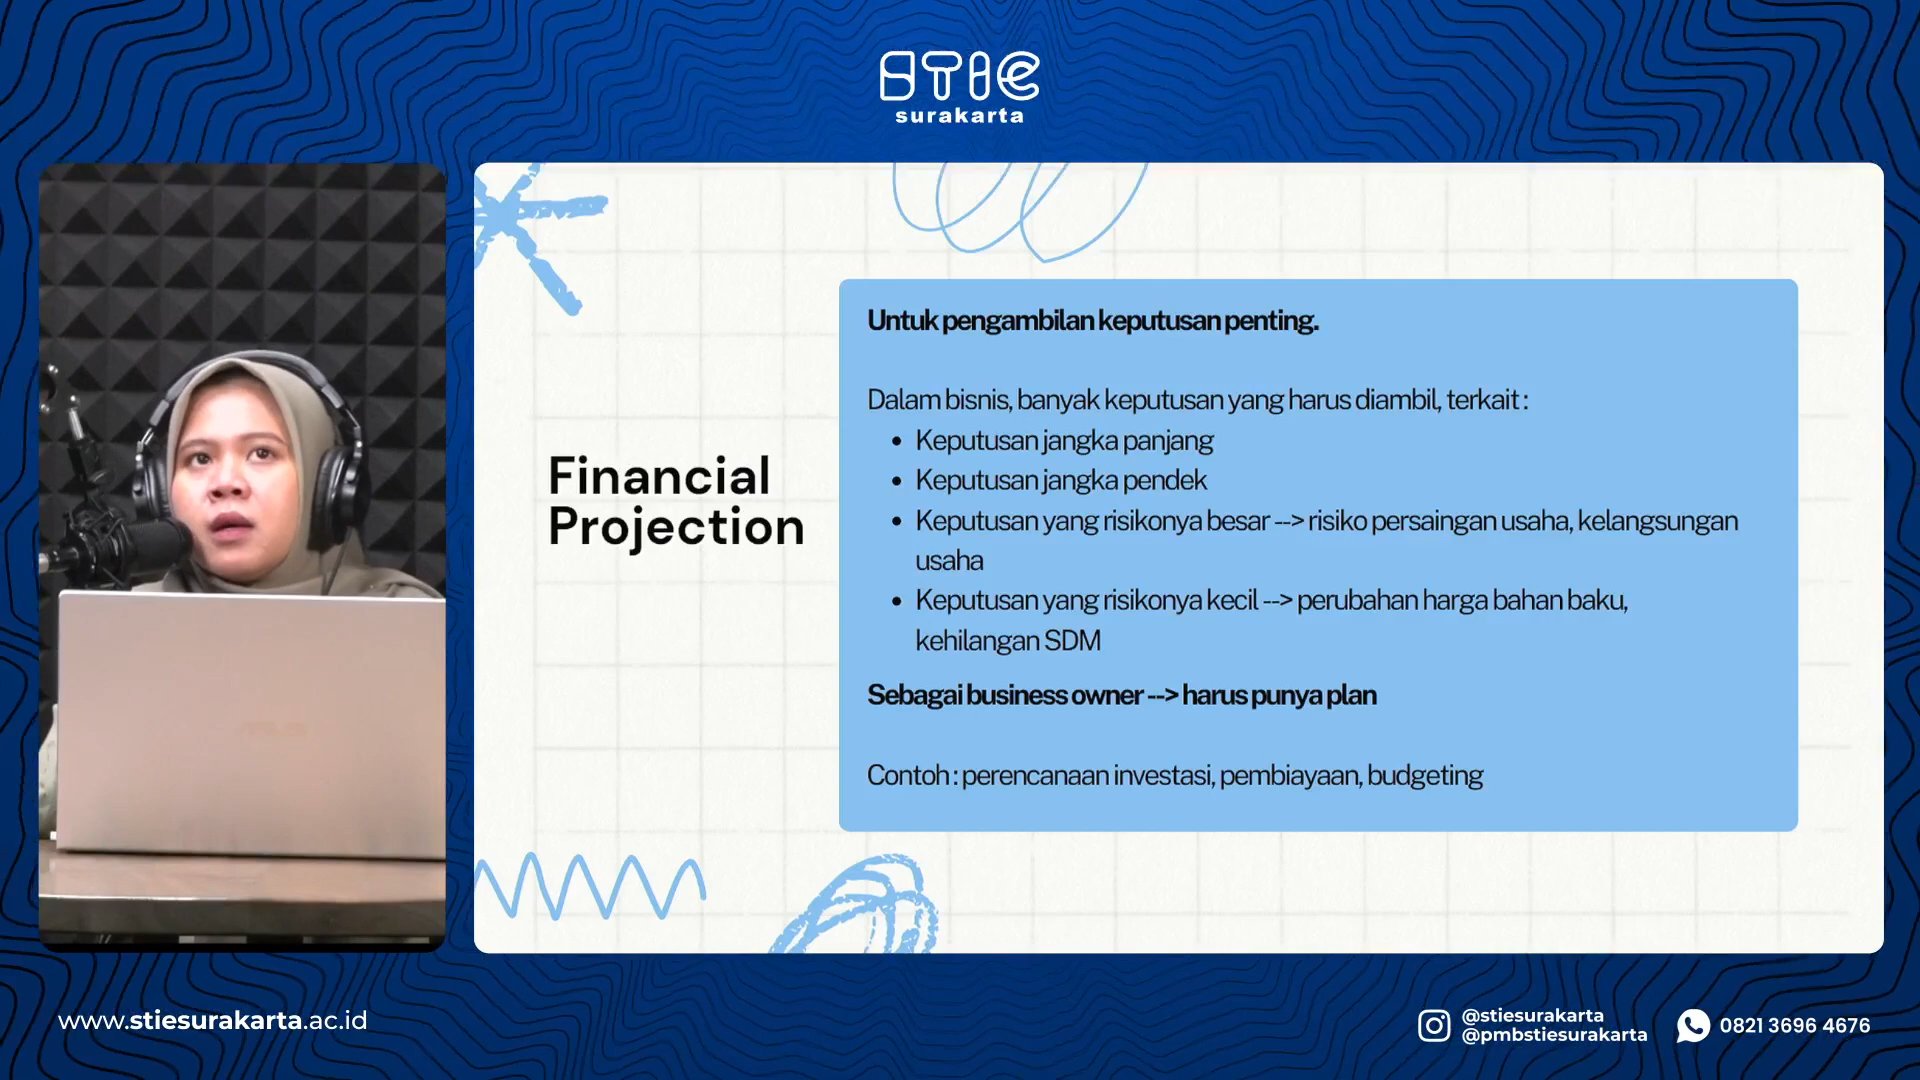 STIE
surakarta
Financial
Projection
Untuk pengambilan keputusan penting.
Dalam bisnis, banyak keputusan yang harus diambil, terkait :
• Keputusan jangka panjang
• Keputusan jangka pendek
• Keputusan yang risikonya besar --> risiko persaingan usaha, kelangsungan
usaha
• Keputusan yang risikonya kecil --> perubahan harga bahan baku,
kehilangan SDM
Sebagai business owner --> harus punya plan
Contoh : perencanaan investasi, pembiayaan, budgeting
www.stiesurakarta.ac.id
@stiesurakarta
@pmbstiesurakarta
0821 3696 4676